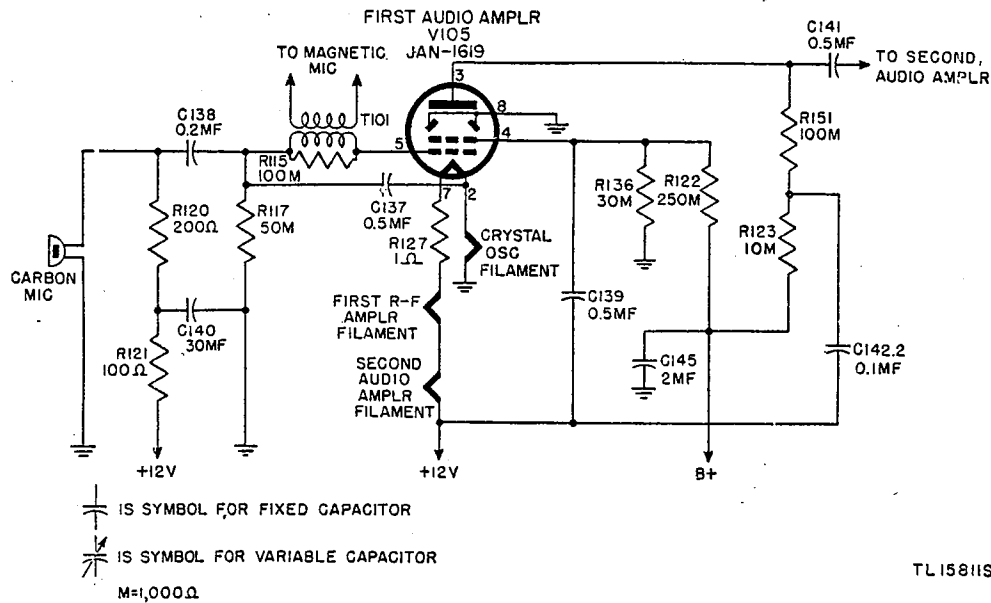 FIRST AUDIO AMPLR
V105
JAN-1619
TO MAGNETIC
MIC
T101
3
8
5
4
7
2
C141
0.5MF
TO SECOND,
AUDIO AMPLR
C138
0.2MF
R115
100M
R151
100M
C137
0.5MF
R120
200Ω
R117
50M
R136
30M
R122
250M
R123
10M
CARBON
MIC
R127
1Ω
CRYSTAL
OSC
FILAMENT
C140
30MF
FIRST R-F
AMPLR
FILAMENT
C139
0.5MF
R121
100Ω
SECOND
AUDIO
AMPLR
FILAMENT
C145
2MF
C142.2
0.1MF
+12V
+12V
B+
IS SYMBOL FOR FIXED CAPACITOR
IS SYMBOL FOR VARIABLE CAPACITOR
M=1,000Ω
TL15811S